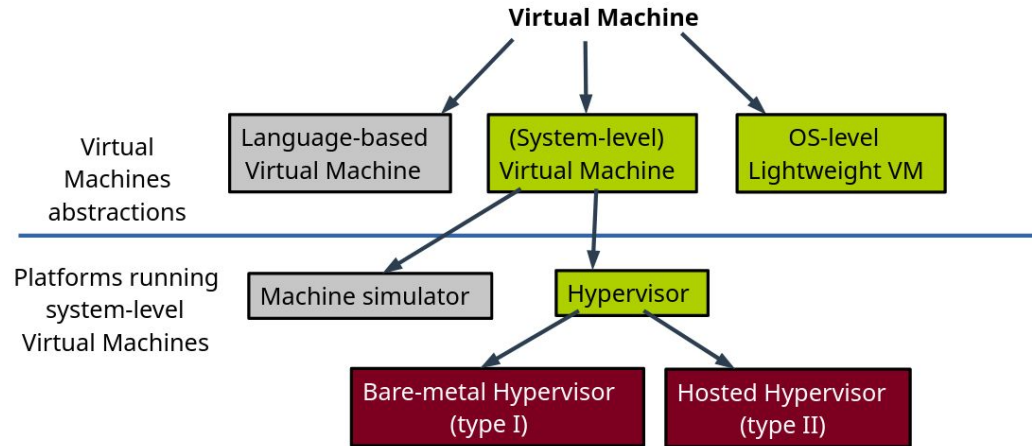 Virtual Machine
Virtual
Machines
abstractions
Language-based
Virtual Machine
(System-level)
Virtual Machine
OS-level
Lightweight VM
Platforms running
system-level
Virtual Machines
Machine simulator
Hypervisor
Bare-metal Hypervisor
(type I)
Hosted Hypervisor
(type II)